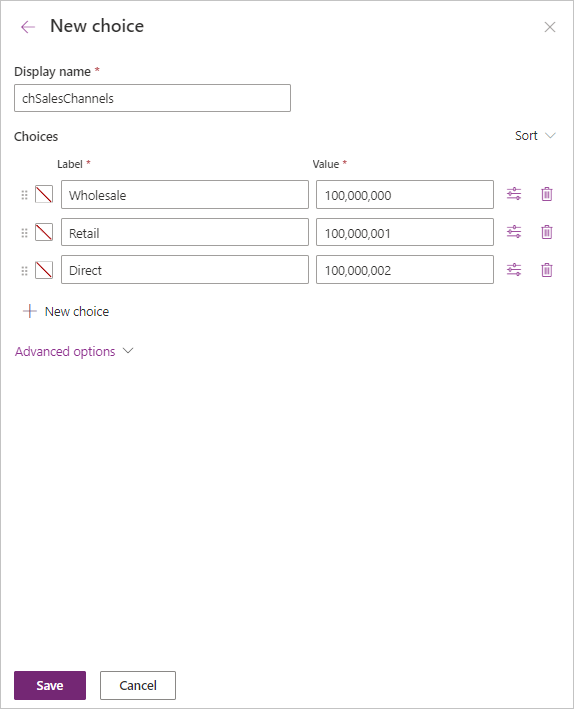 New choice
Display name *
chSalesChannels
Choices
Sort
Label * Value *
Wholesale 100,000,000
Retail 100,000,001
Direct 100,000,002
New choice
Advanced options
Save Cancel